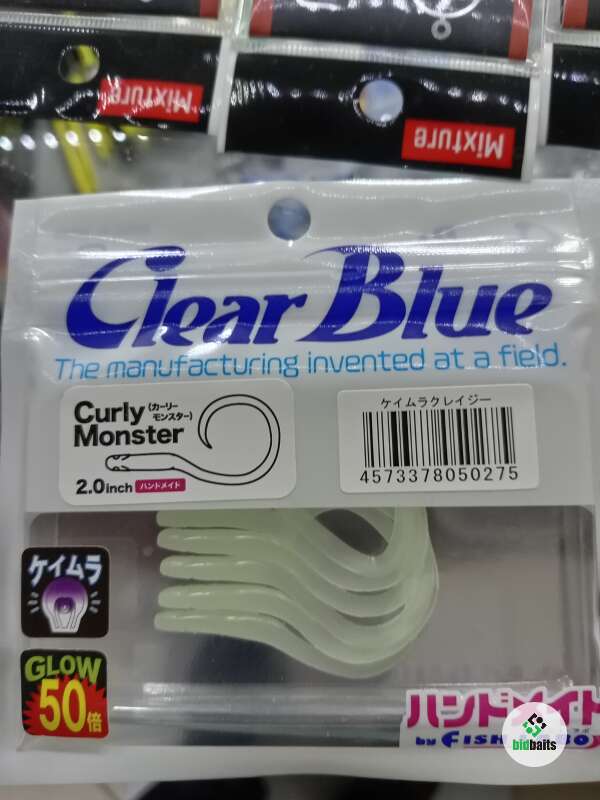 Mixture
Mixture
Clear Blue
The manufacturing invented at a field.
Curly (カーリー
Monster モンスター)
2.0inch ハンドメイド
ケイムラクレイジー
4573378050275
ケイムラ
GLOW
50倍
ハンドメイド
by FISH
bidbaits